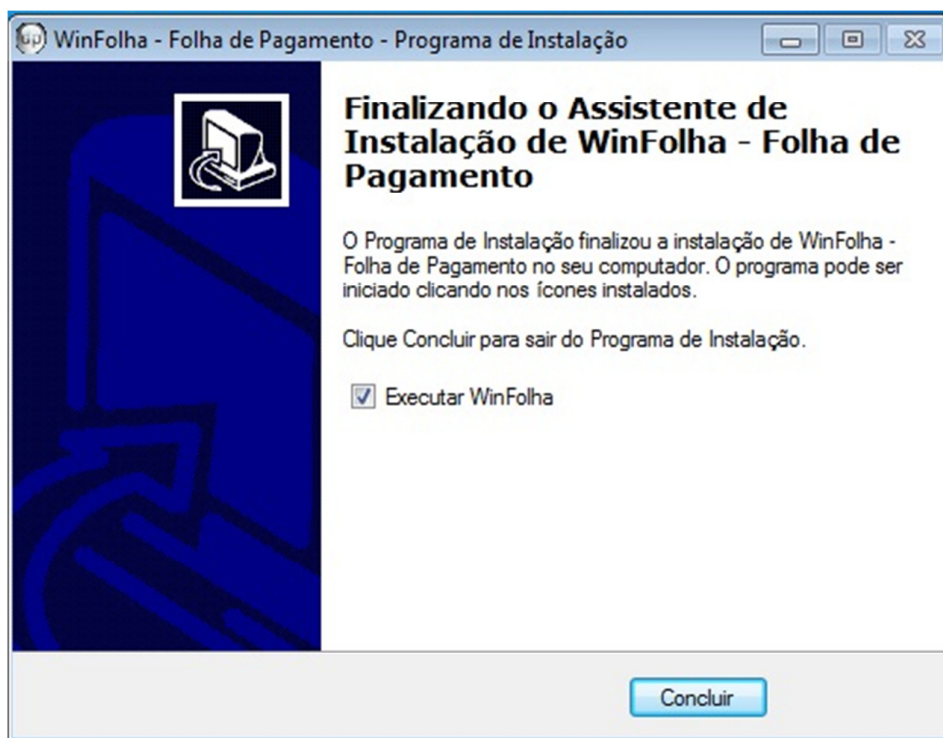 up WinFolha - Folha de Pagamento - Programa de Instalação
Finalizando o Assistente de
Instalação de WinFolha - Folha de
Pagamento
O Programa de Instalação finalizou a instalação de WinFolha -
Folha de Pagamento no seu computador. O programa pode ser
iniciado clicando nos ícones instalados.
Clique Concluir para sair do Programa de Instalação.
Executar WinFolha
Concluir